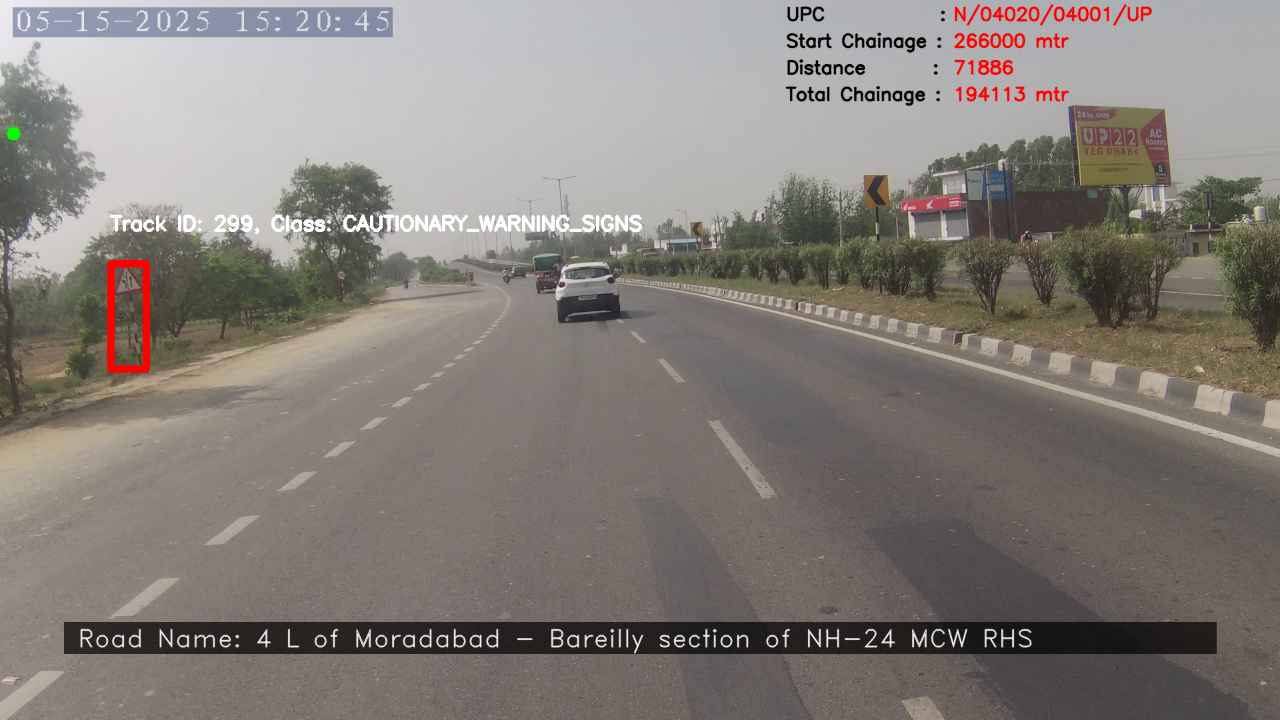 05-15-2025 15:20:45
UPC : N/04020/04001/UP
Start Chainage : 266000 mtr
Distance : 71886
Total Chainage : 194113 mtr
UP22
VEG DHABA
AC
Track ID: 299, Class: CAUTIONARY_WARNING_SIGNS
Road Name: 4 L of Moradabad - Bareilly section of NH-24 MCW RHS